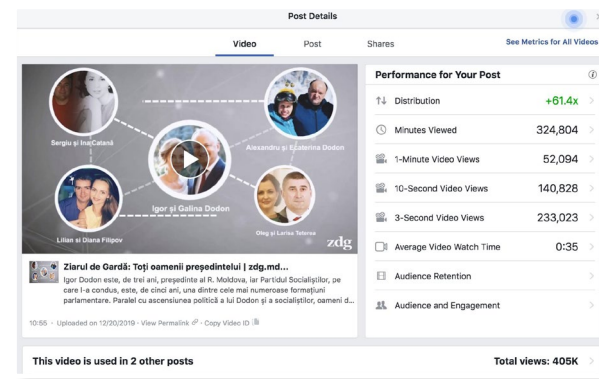 Post Details
Video
Post
Shares
See Metrics for All Videos
Sergiu și Ina Catană
Alexandru și Ecaterina Dodon
Igor și Galina Dodon
Lilian si Diana Filipov
Oleg și Larisa Telersa
zdg
Ziarul de Gardă: Toți oamenii președintelui | zdg.md...
Igor Dodon este, de trei ani, președinte al R. Moldova, iar Partidul Socialiștilor, pe
care l-a condus, este, de cinci ani, una dintre cele mai numeroase formațiuni
parlamentare. Paralel cu ascensiunea politică a lui Dodon și a socialiștilor, oameni d...
10:55 · Uploaded on 12/20/2019 · View Permalink · Copy Video ID
Performance for Your Post
Distribution
+61.4x
Minutes Viewed
324,804
1-Minute Video Views
52,094
10-Second Video Views
140,828
3-Second Video Views
233,023
Average Video Watch Time
0:35
Audience Retention
Audience and Engagement
This video is used in 2 other posts
Total views: 405K